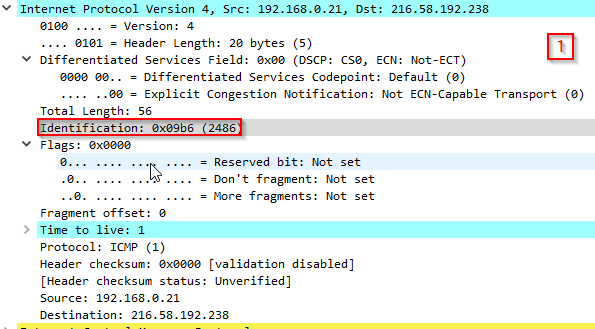 Internet Protocol Version 4, Src: 192.168.0.21, Dst: 216.58.192.238
0100 .... = Version: 4
.... 0101 = Header Length: 20 bytes (5)
1
Differentiated Services Field: 0x00 (DSCP: CS0, ECN: Not-ECT)
0000 00.. = Differentiated Services Codepoint: Default (0)
.... ..00 = Explicit Congestion Notification: Not ECN-Capable Transport (0)
Total Length: 56
Identification: 0x09b6 (2486)
Flags: 0x0000
0... .... .... .... = Reserved bit: Not set
.0.. .... .... .... = Don't fragment: Not set
..0. .... .... .... = More fragments: Not set
Fragment offset: 0
Time to live: 1
Protocol: ICMP (1)
Header checksum: 0x0000 [validation disabled]
[Header checksum status: Unverified]
Source: 192.168.0.21
Destination: 216.58.192.238